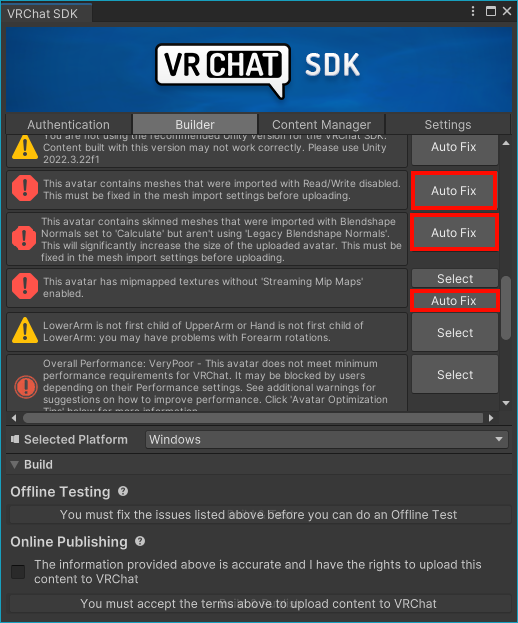 VRChat SDK
VRCHAT SDK
Authentication Builder Content Manager Settings
You are not using the recommended Unity version for the VRChat SDK.
Content built with this version may not work correctly. Please use Unity
2022.3.22f1
Auto Fix
This avatar contains meshes that were imported with Read/Write disabled.
This must be fixed in the mesh import settings before uploading.
Auto Fix
This avatar contains skinned meshes that were imported with Blendshape
Normals set to 'Calculate' but aren't using 'Legacy Blendshape Normals'.
This will significantly increase the size of the uploaded avatar. This must be
fixed in the mesh import settings before uploading.
Auto Fix
This avatar has mipmapped textures without 'Streaming Mip Maps'
enabled.
Select
Auto Fix
LowerArm is not first child of UpperArm or Hand is not first child of
LowerArm: you may have problems with Forearm rotations.
Select
Overall Performance: VeryPoor - This avatar does not meet minimum
performance requirements for VRChat. It may be blocked by users
depending on their Performance settings. See additional warnings for
suggestions on how to improve performance. Click 'Avatar Optimization
Tips' below for more information.
Select
Selected Platform Windows
Build
Offline Testing
You must fix the issues listed above before you can do an Offline Test
Online Publishing
The information provided above is accurate and I have the rights to upload this
content to VRChat
You must accept the terms above to upload content to VRChat